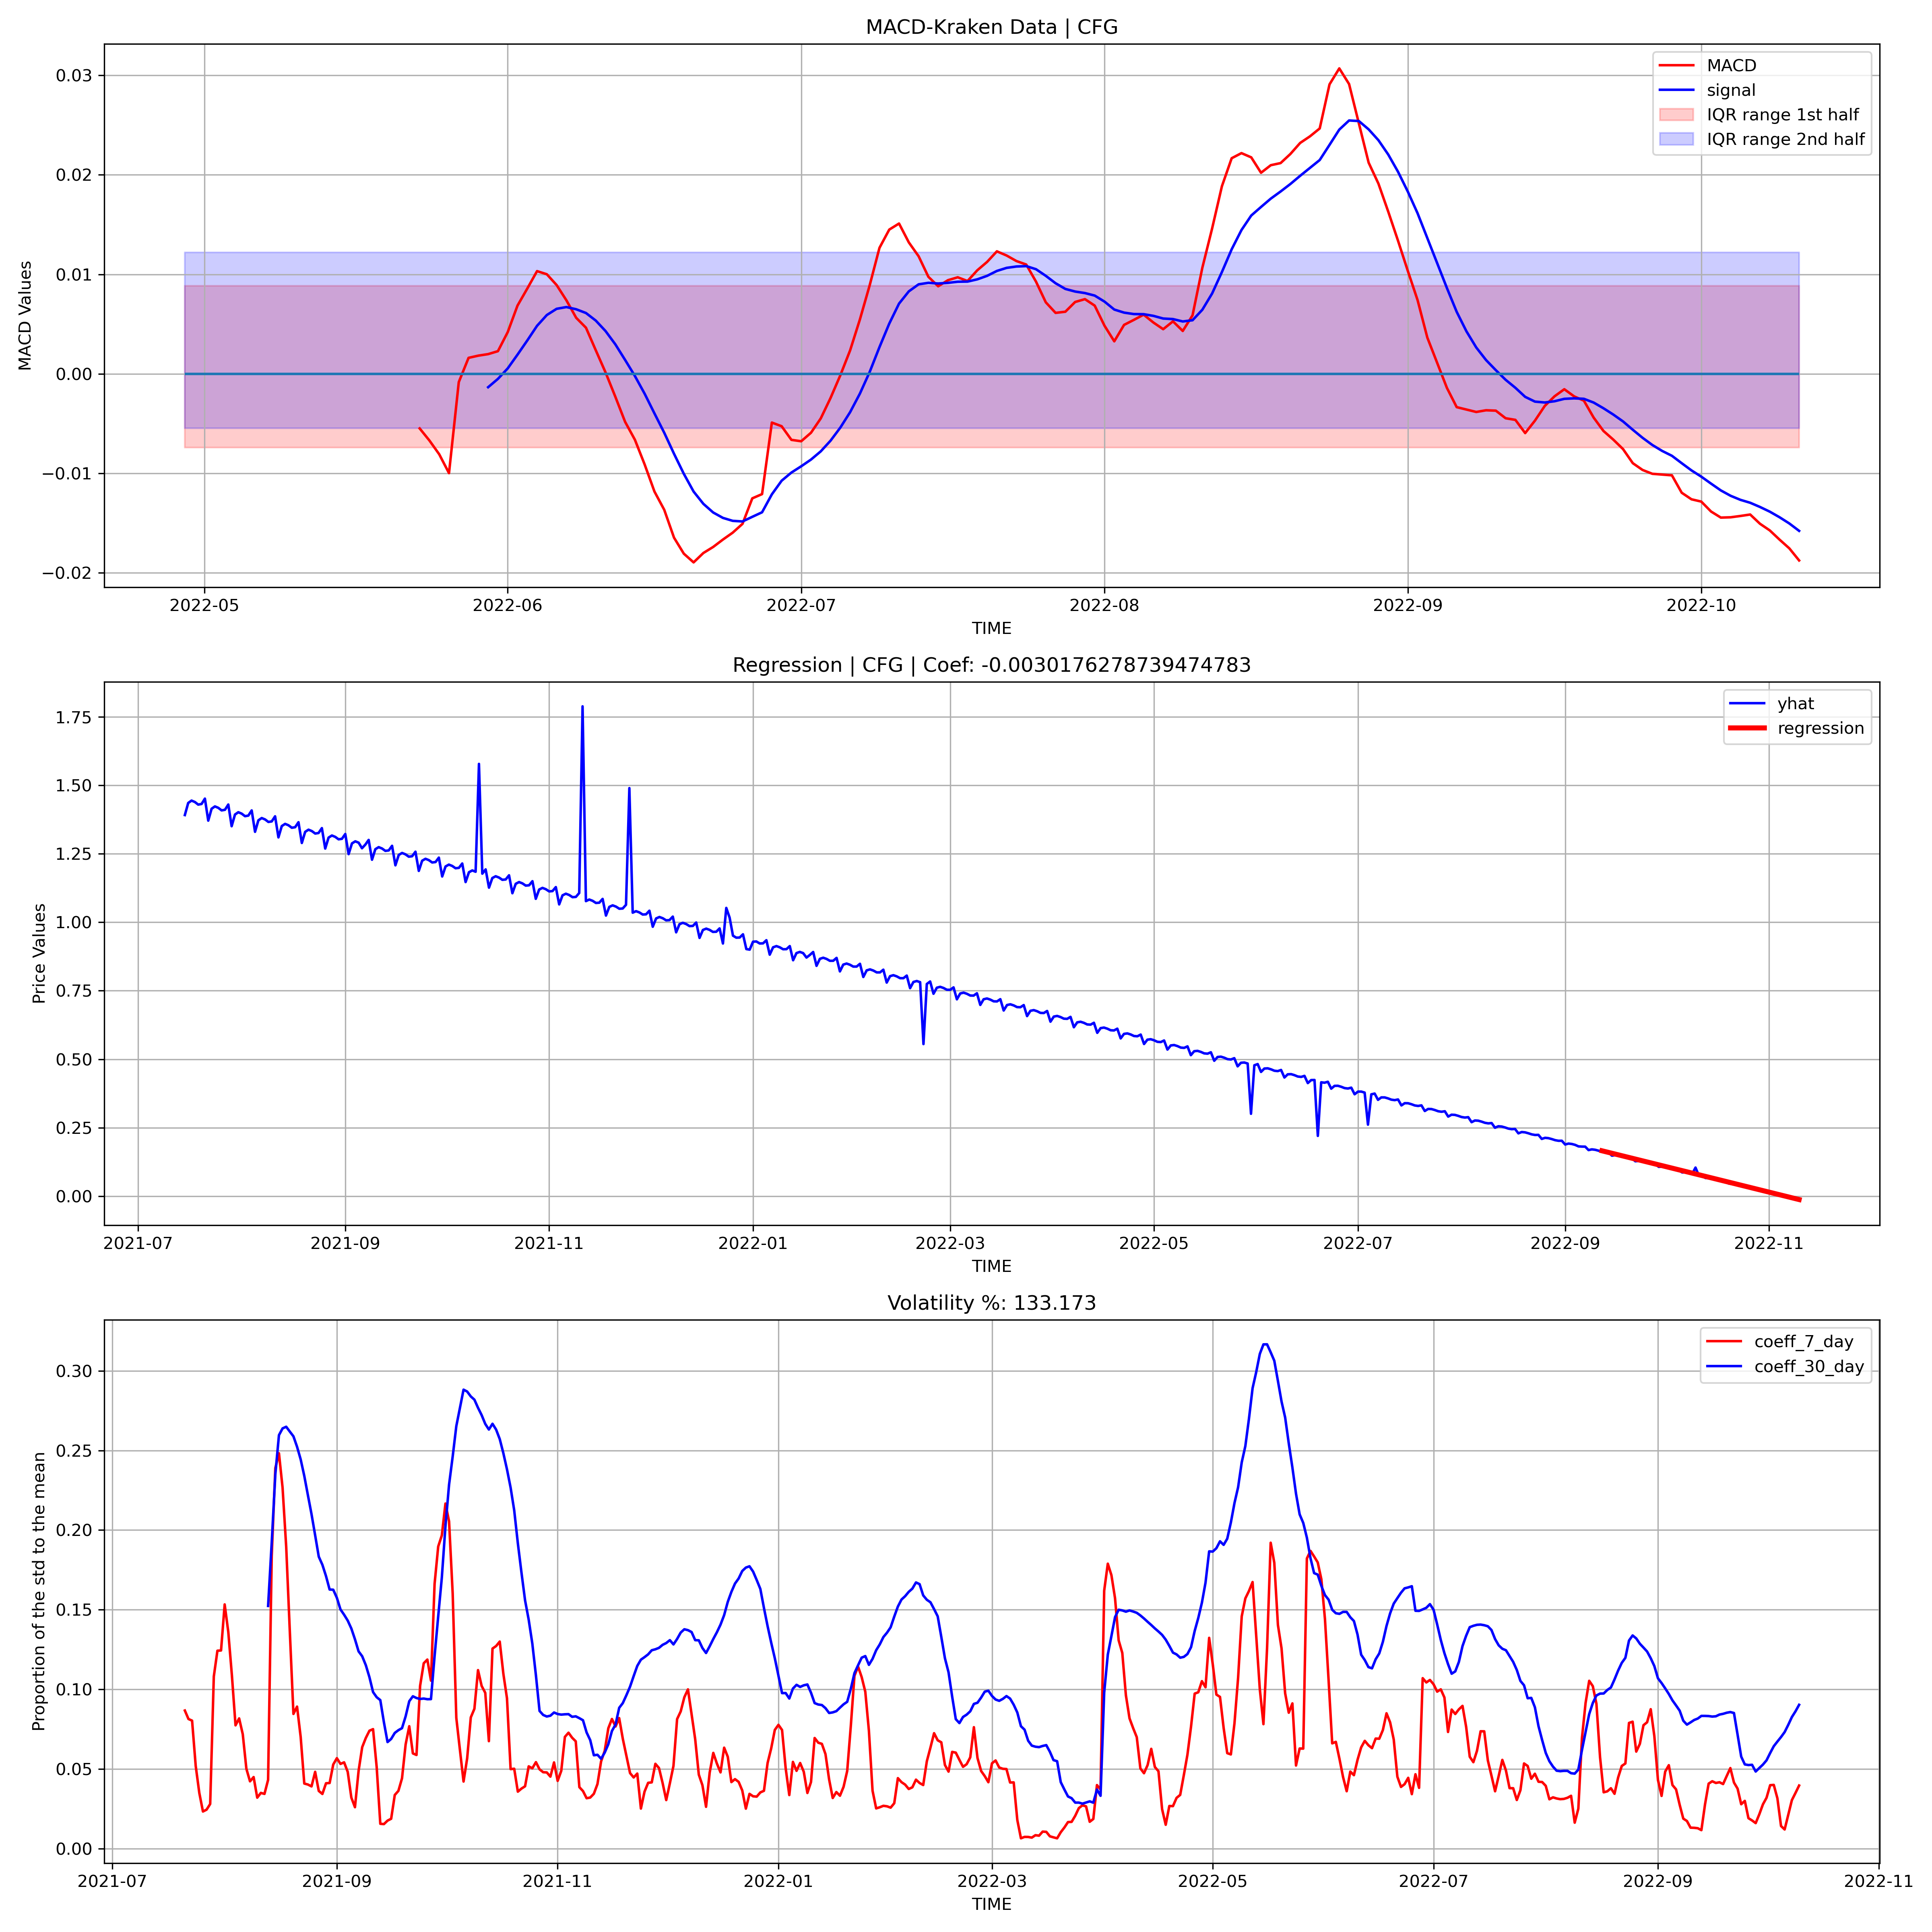 MACD-Kraken Data | CFG
MACD
signal
IQR range 1st half
IQR range 2nd half
MACD Values
0.03
0.02
0.01
0.00
−0.01
−0.02
2022-05 2022-06 2022-07 2022-08 2022-09 2022-10
TIME
Regression | CFG | Coef: -0.0030176278739474783
yhat
regression
Price Values
1.75
1.50
1.25
1.00
0.75
0.50
0.25
0.00
2021-07 2021-09 2021-11 2022-01 2022-03 2022-05 2022-07 2022-09 2022-11
TIME
Volatility %: 133.173
coeff_7_day
coeff_30_day
Proportion of the std to the mean
0.30
0.25
0.20
0.15
0.10
0.05
0.00
2021-07 2021-09 2021-11 2022-01 2022-03 2022-05 2022-07 2022-09 2022-11
TIME